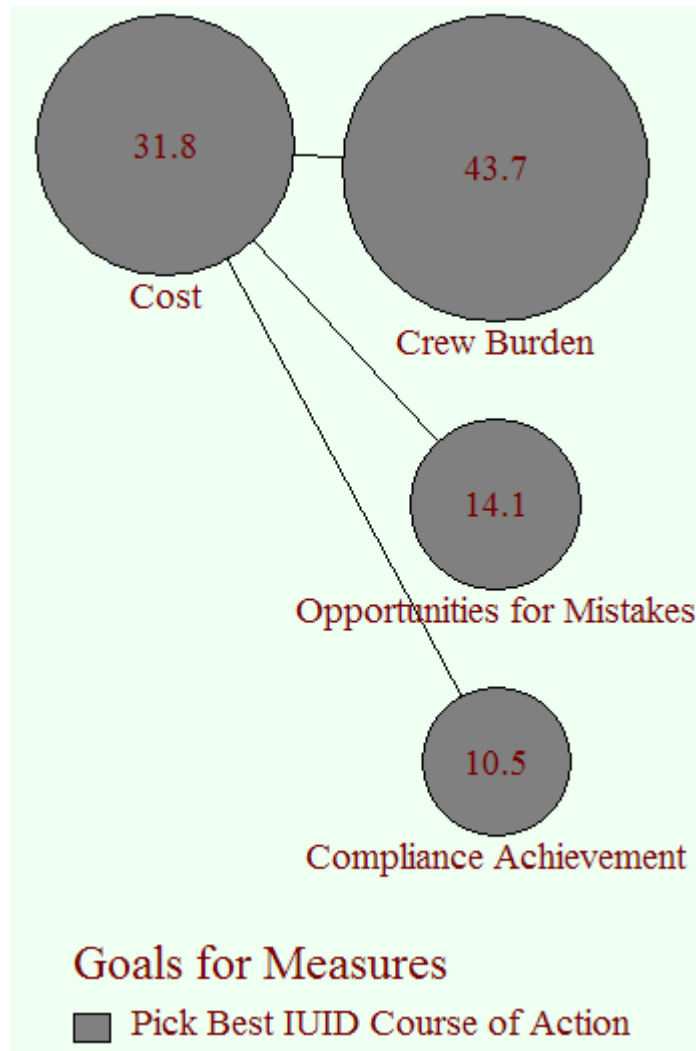 31.8
43.7
Cost
Crew Burden
14.1
Opportunities for Mistakes
10.5
Compliance Achievement
Goals for Measures
Pick Best IUID Course of Action